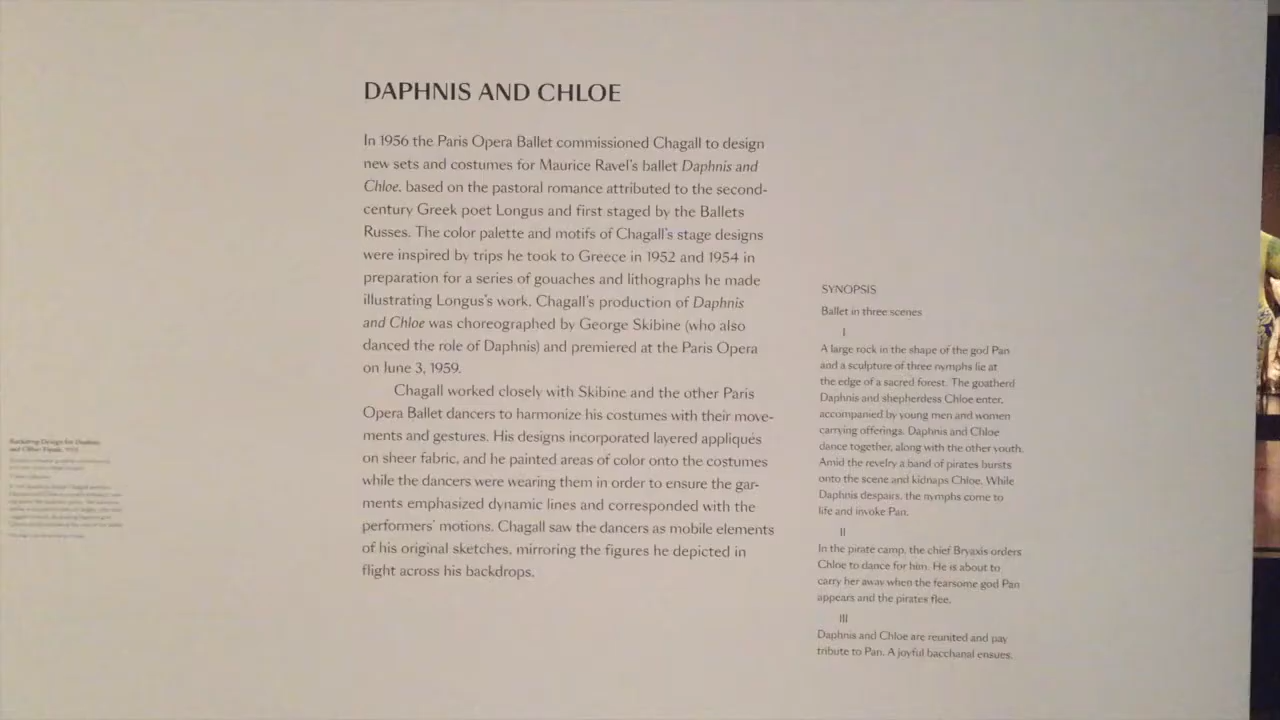 DAPHNIS AND CHLOE
In 1956 the Paris Opera Ballet commissioned Chagall to design
new sets and costumes for Maurice Ravel's ballet Daphnis and
Chloe, based on the pastoral romance attributed to the second-
century Greek poet Longus and first staged by the Ballets
Russes. The color palette and motifs of Chagall's stage designs
were inspired by trips he took to Greece in 1952 and 1954 in
preparation for a series of gouaches and lithographs he made
illustrating Longus's work. Chagall's production of Daphnis
and Chloe was choreographed by George Skibine (who also
danced the role of Daphnis) and premiered at the Paris Opera
on June 3, 1959.
Chagall worked closely with Skibine and the other Paris
Opera Ballet dancers to harmonize his costumes with their move-
ments and gestures. His designs incorporated layered appliqués
on sheer fabric, and he painted areas of color onto the costumes
while the dancers were wearing them in order to ensure the gar-
ments emphasized dynamic lines and corresponded with the
performers' motions. Chagall saw the dancers as mobile elements
of his original sketches, mirroring the figures he depicted in
flight across his backdrops.
SYNOPSIS
Ballet in three scenes
I
A large rock in the shape of the god Pan
and a sculpture of three nymphs lie at
the edge of a sacred forest. The goatherd
Daphnis and shepherdess Chloe enter,
accompanied by young men and women
carrying offerings. Daphnis and Chloe
dance together, along with the other youth.
Amid the revelry a band of pirates bursts
onto the scene and kidnaps Chloe. While
Daphnis despairs, the nymphs come to
life and invoke Pan.
II
In the pirate camp, the chief Bryaxis orders
Chloe to dance for him. He is about to
carry her away when the fearsome god Pan
appears and the pirates flee.
III
Daphnis and Chloe are reunited and pay
tribute to Pan. A joyful bacchanal ensues.